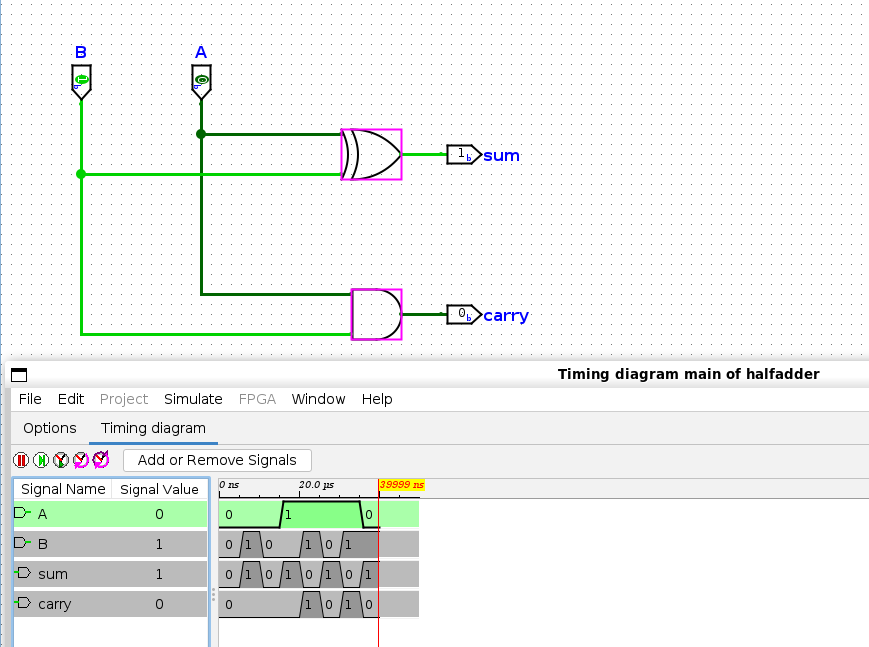 B A
1b sum
0b carry
Timing diagram main of halfadder
File Edit Project Simulate FPGA Window Help
Options Timing diagram
Add or Remove Signals
Signal Name Signal Value 0 ns 20.0 µs 39999 ns
A 0 0 1 0
B 1 0 1 0 1 0 1
sum 1 0 1 0 1 0 1 0 1
carry 0 0 1 0 1 0